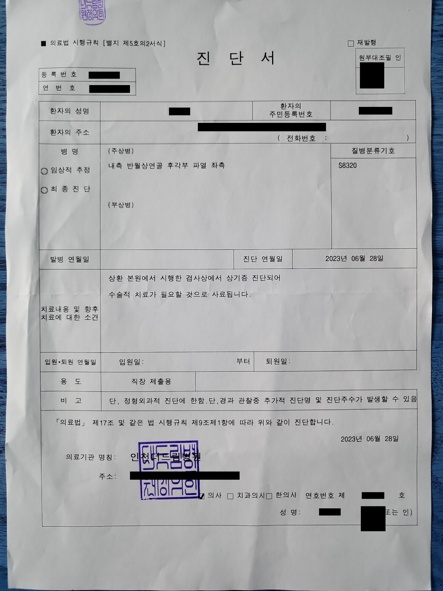 ■ 의료법 시행규칙 [별지 제5호의2서식]
□ 재발행
진 단 서
원부대조필 인
등 록 번 호
연 번 호
환자의 성명
환자의 주민등록번호
환자의 주소
( 전화번호 : )
병 명
(주상병)
질병분류기호
○ 임상적 추정
내측 반월상연골 후각부 파열 좌측
S8320
○ 최 종 진 단
(부상병)
발병 연월일
진단 연월일
2023년 06월 28일
상환 본원에서 시행한 검사상에서 상기증 진단되어
수술적 치료가 필요할 것으로 사료됩니다.
치료내용 및 향후
치료에 대한 소견
입원·퇴원 연월일
입원일:
부터
퇴원일:
용 도
직장 제출용
비 고
단, 정형외과적 진단에 한함.단,경과 관찰중 추가적 진단명 및 진단주수가 발생할 수 있음
「의료법」 제17조 및 같은 법 시행규칙 제9조제1항에 따라 위와 같이 진단합니다.
2023년 06월 28일
의료기관 명칭:
주소:
의사 □ 치과의사 □ 한의사 면호번호 제 호
성 명:
또는 인)